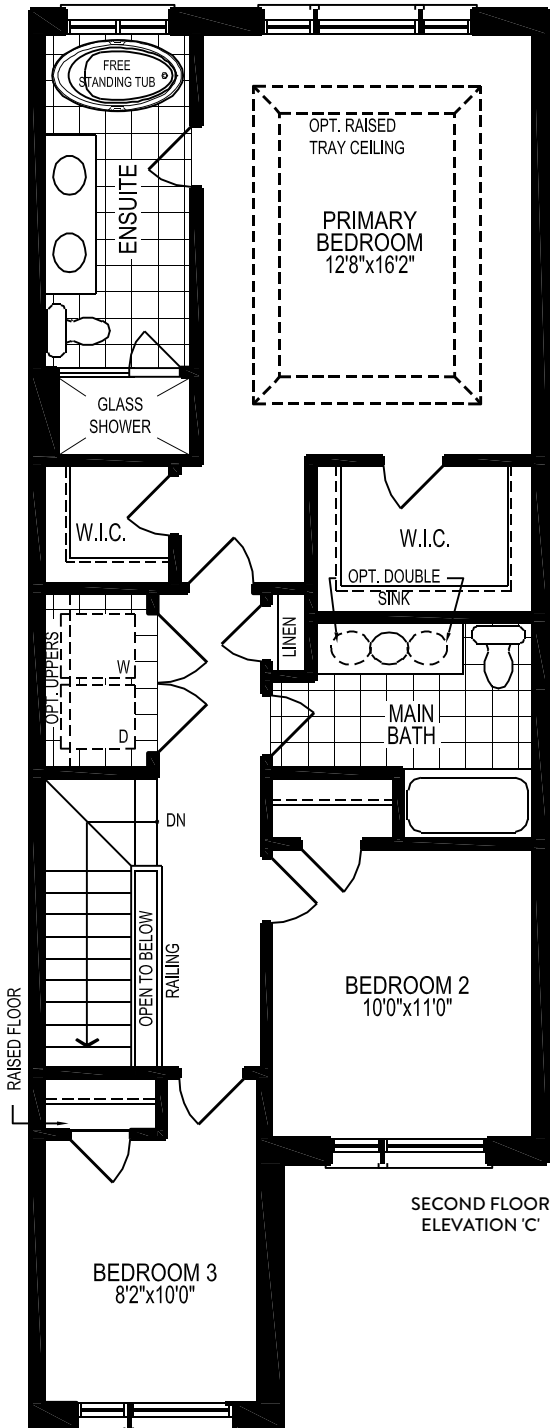 FREE
STANDING TUB
OPT. RAISED
TRAY CEILING
ENSUITE
PRIMARY
BEDROOM
12'8"x16'2"
GLASS
SHOWER
W.I.C.
W.I.C.
OPT. DOUBLE
SINK
LINEN
OPT. UPPERS
W
D
MAIN
BATH
DN
OPEN TO BELOW
RAILING
BEDROOM 2
10'0"x11'0"
RAISED FLOOR
SECOND FLOOR
ELEVATION 'C'
BEDROOM 3
8'2"x10'0"